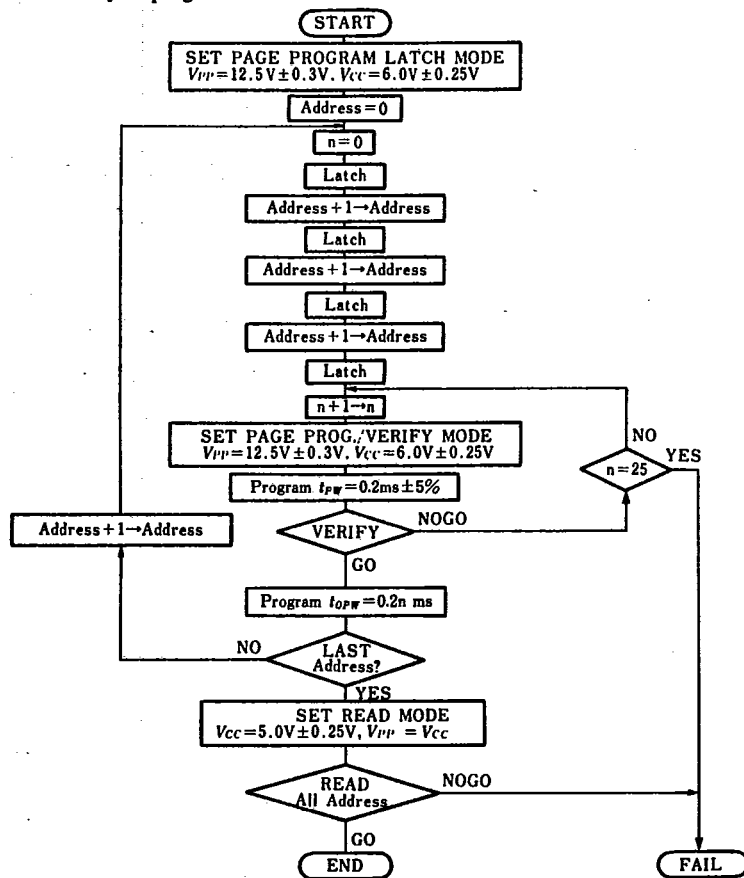 START
SET PAGE PROGRAM LATCH MODE
VPP=12.5V±0.3V, VCC=6.0V±0.25V
Address=0
n=0
Latch
Address+1→Address
Latch
Address+1→Address
Latch
Address+1→Address
Latch
n+1→n
SET PAGE PROG./VERIFY MODE
VPP=12.5V±0.3V, VCC=6.0V±0.25V
NO
YES
n=25
Program tPW=0.2ms±5%
Address+1→Address
VERIFY
NOGO
GO
Program tOPW=0.2n ms
NO
LAST
Address?
YES
SET READ MODE
VCC=5.0V±0.25V, VPP=VCC
READ
All Address
NOGO
GO
END
FAIL